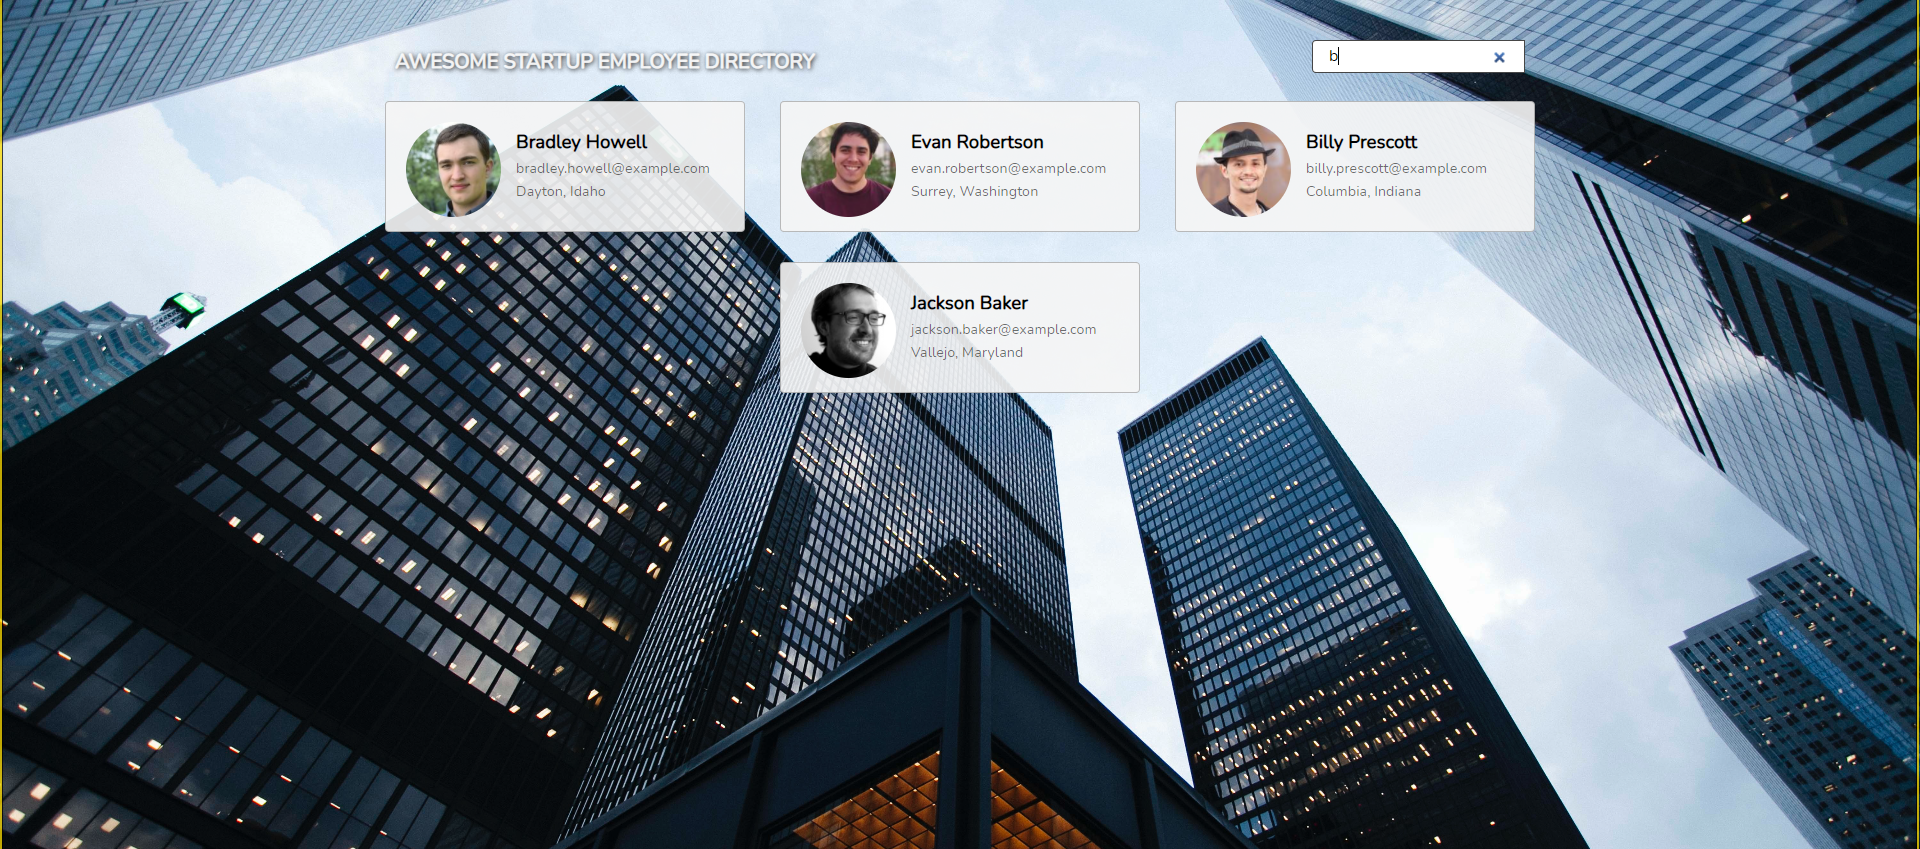 AWESOME STARTUP EMPLOYEE DIRECTORY
b
Bradley Howell
bradley.howell@example.com
Dayton, Idaho
Evan Robertson
evan.robertson@example.com
Surrey, Washington
Billy Prescott
billy.prescott@example.com
Columbia, Indiana
Jackson Baker
jackson.baker@example.com
Vallejo, Maryland